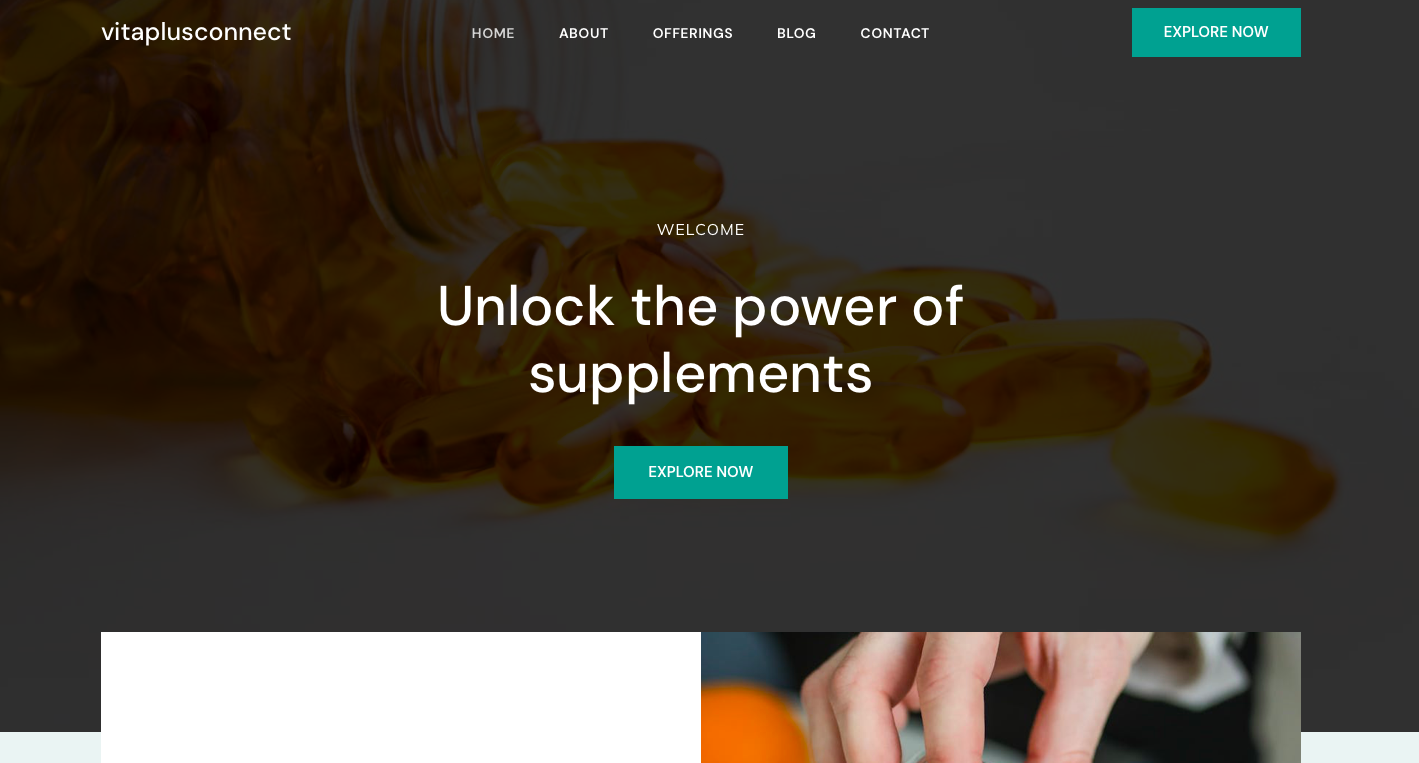 vitaplusconnect
HOME ABOUT OFFERINGS BLOG CONTACT
EXPLORE NOW
WELCOME
Unlock the power of
supplements
EXPLORE NOW